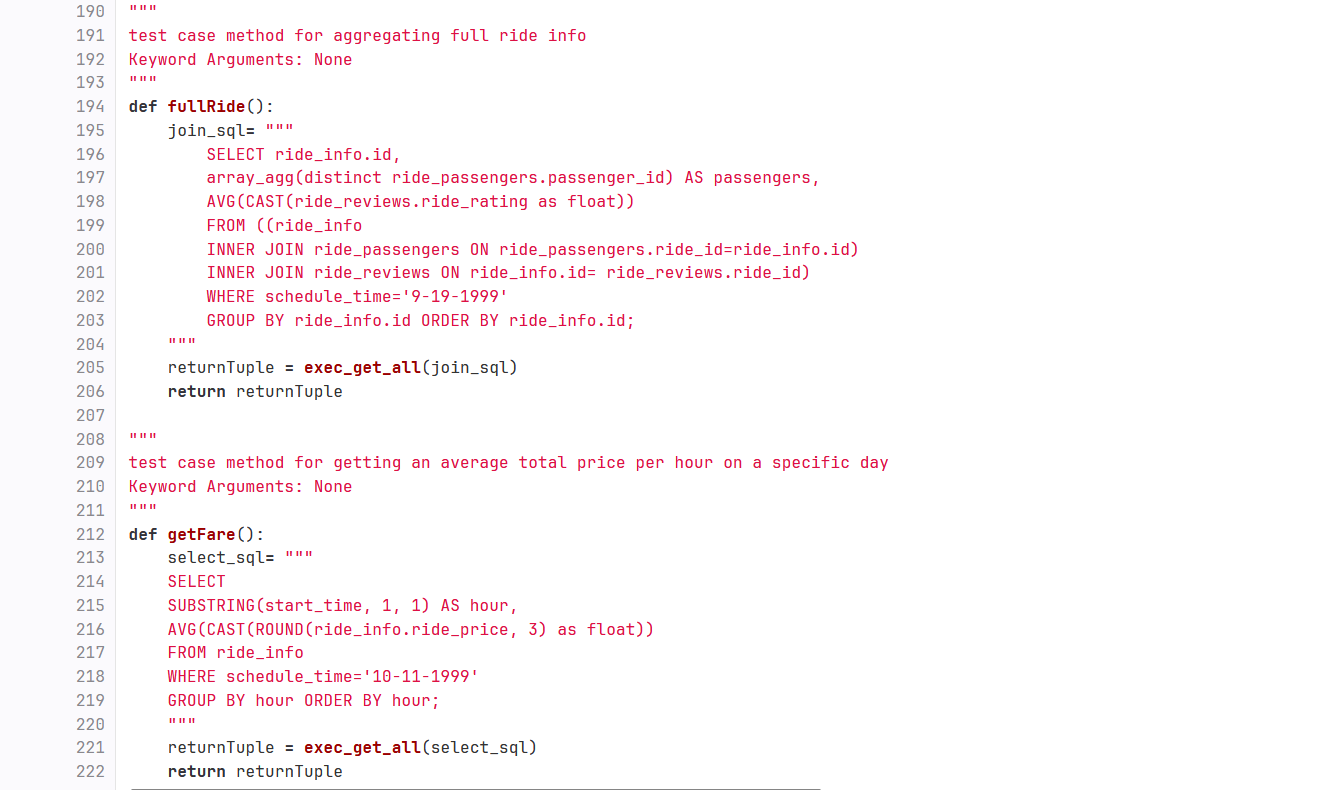 190 """
191 test case method for aggregating full ride info
192 Keyword Arguments: None
193 """
194 def fullRide():
195     join_sql= """
196         SELECT ride_info.id,
197         array_agg(distinct ride_passengers.passenger_id) AS passengers,
198         AVG(CAST(ride_reviews.ride_rating as float))
199         FROM ((ride_info
200         INNER JOIN ride_passengers ON ride_passengers.ride_id=ride_info.id)
201         INNER JOIN ride_reviews ON ride_info.id= ride_reviews.ride_id)
202         WHERE schedule_time='9-19-1999'
203         GROUP BY ride_info.id ORDER BY ride_info.id;
204     """
205     returnTuple = exec_get_all(join_sql)
206     return returnTuple
207
208 """
209 test case method for getting an average total price per hour on a specific day
210 Keyword Arguments: None
211 """
212 def getFare():
213     select_sql= """
214     SELECT
215     SUBSTRING(start_time, 1, 1) AS hour,
216     AVG(CAST(ROUND(ride_info.ride_price, 3) as float))
217     FROM ride_info
218     WHERE schedule_time='10-11-1999'
219     GROUP BY hour ORDER BY hour;
220     """
221     returnTuple = exec_get_all(select_sql)
222     return returnTuple